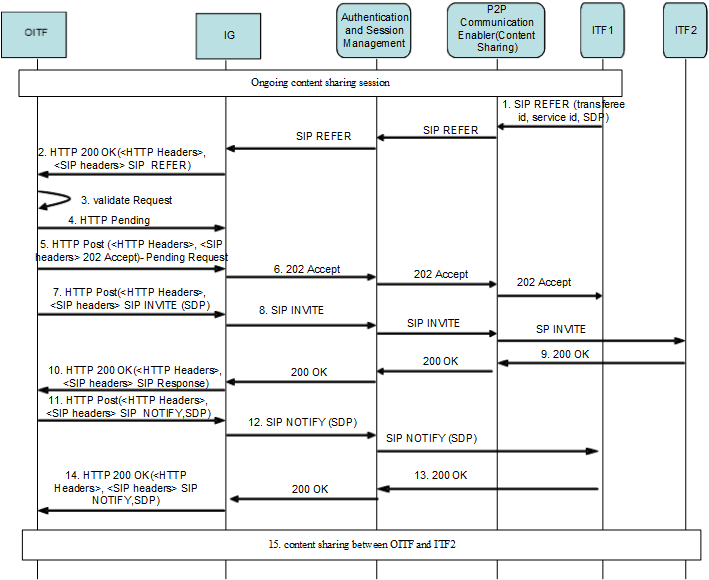 OITF
IG
Authentication
and Session
Management
P2P
Communication
Enabler(Content
Sharing)
ITF1
ITF2
Ongoing content sharing session
1. SIP REFER (transferee
id, service id, SDP)
SIP REFER
SIP REFER
2. HTTP 200 OK(<HTTP Headers>,
<SIP headers> SIP REFER)
3. validate Request
4. HTTP Pending
5. HTTP Post (<HTTP Headers>, <SIP
headers> 202 Accept)- Pending Request
6. 202 Accept
202 Accept
202 Accept
7. HTTP Post(<HTTP Headers>,
<SIP headers> SIP INVITE (SDP)
8. SIP INVITE
SIP INVITE
SP INVITE
9. 200 OK
200 OK
200 OK
10. HTTP 200 OK(<HTTP Headers>,
<SIP headers> SIP Response)
11. HTTP Post(<HTTP Headers>,
<SIP headers> SIP NOTIFY,SDP)
12. SIP NOTIFY (SDP)
SIP NOTIFY (SDP)
13. 200 OK
200 OK
14. HTTP 200 OK(<HTTP
Headers>, <SIP headers> SIP
NOTIFY,SDP)
15. content sharing between OITF and ITF2